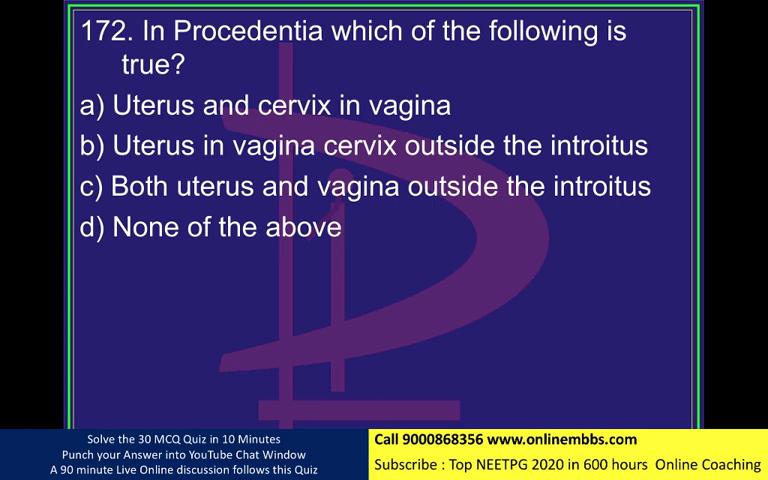 172. In Procedentia which of the following is
true?
a) Uterus and cervix in vagina
b) Uterus in vagina cervix outside the introitus
c) Both uterus and vagina outside the introitus
d) None of the above
Solve the 30 MCQ Quiz in 10 Minutes
Punch your Answer into YouTube Chat Window
A 90 minute Live Online discussion follows this Quiz
Call 9000868356 www.onlinembbs.com
Subscribe : Top NEETPG 2020 in 600 hours Online Coaching